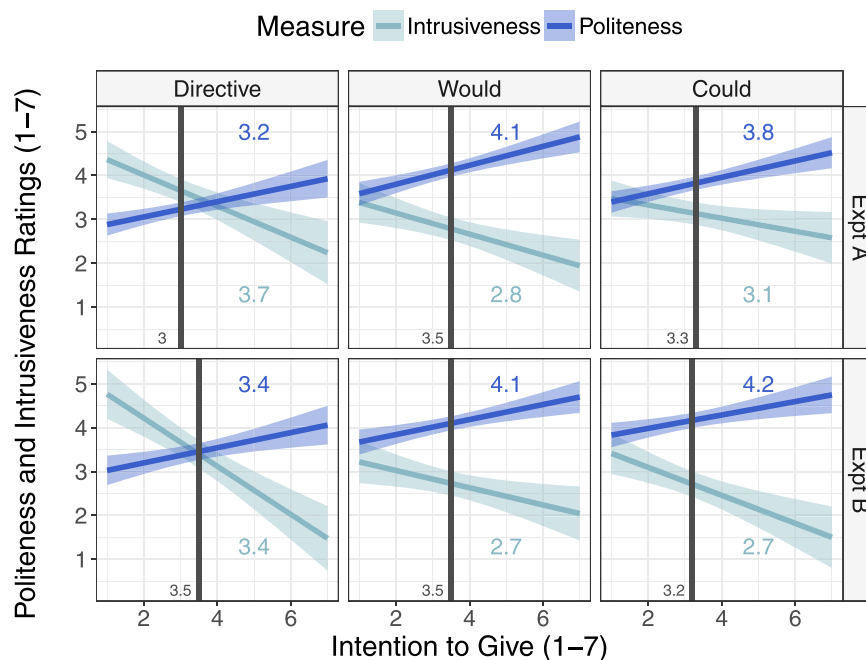 Measure Intrusiveness Politeness
Politeness and Intrusiveness Ratings (1–7)
Directive Would Could
5 3.2 4.1 3.8
4
3
2
1 3.7 2.8 3.1
3 3.5 3.3
Expt A
5 3.4 4.1 4.2
4
3
2
1 3.4 2.7 2.7
3.5 3.5 3.2
Expt B
2 4 6 2 4 6 2 4 6
Intention to Give (1–7)